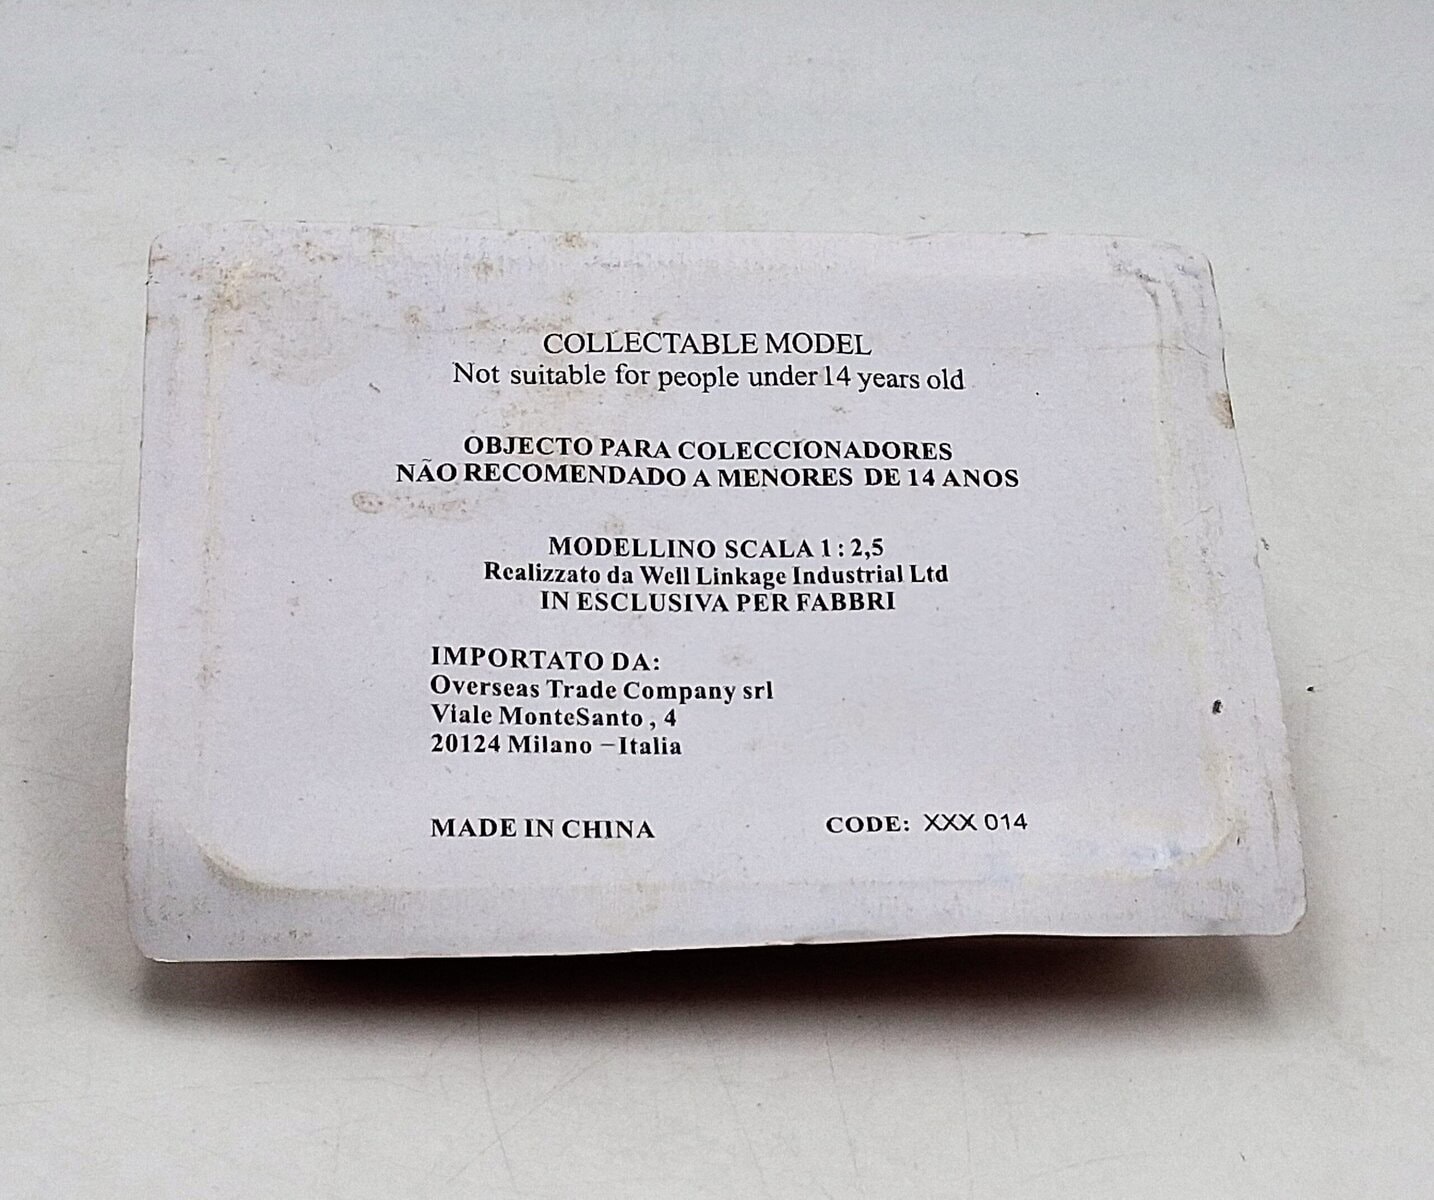 COLLECTABLE MODEL
Not suitable for people under 14 years old
OBJECTO PARA COLECCIONADORES
NÃO RECOMENDADO A MENORES DE 14 ANOS
MODELLINO SCALA 1 : 2,5
Realizzato da Well Linkage Industrial Ltd
IN ESCLUSIVA PER FABBRI
IMPORTATO DA:
Overseas Trade Company srl
Viale MonteSanto , 4
20124 Milano –Italia
MADE IN CHINA
CODE: XXX 014